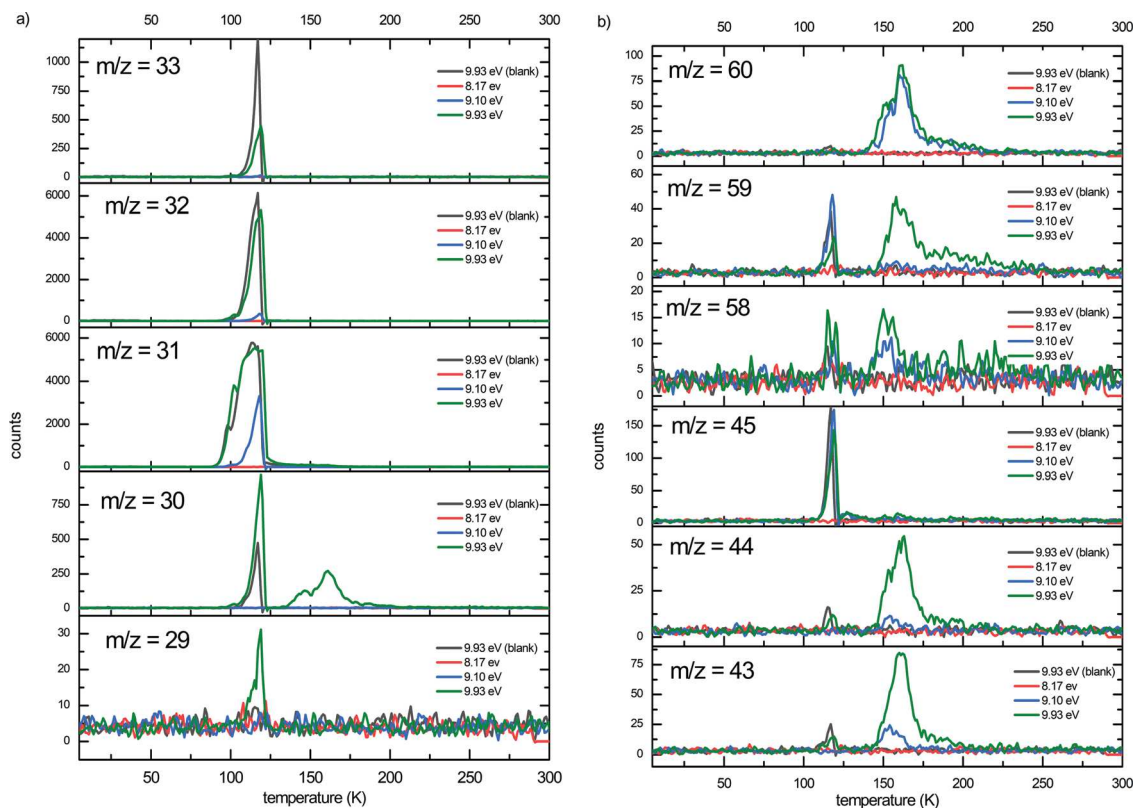 a)
50 100 150 200 250 300
m/z = 33
1000
750
500
250
0
9.93 eV (blank)
8.17 ev
9.10 eV
9.93 eV
m/z = 32
6000
4000
2000
0
9.93 eV (blank)
8.17 ev
9.10 eV
9.93 eV
m/z = 31
6000
4000
2000
0
9.93 eV (blank)
8.17 ev
9.10 eV
9.93 eV
m/z = 30
750
500
250
0
9.93 eV (blank)
8.17 ev
9.10 eV
9.93 eV
m/z = 29
30
20
10
0
9.93 eV (blank)
8.17 ev
9.10 eV
9.93 eV
counts
50 100 150 200 250 300
temperature (K)
b)
50 100 150 200 250 300
m/z = 60
100
75
50
25
0
9.93 eV (blank)
8.17 ev
9.10 eV
9.93 eV
m/z = 59
60
40
20
0
9.93 eV (blank)
8.17 ev
9.10 eV
9.93 eV
m/z = 58
20
15
10
5
0
9.93 eV (blank)
8.17 ev
9.10 eV
9.93 eV
m/z = 45
150
100
50
0
9.93 eV (blank)
8.17 ev
9.10 eV
9.93 eV
m/z = 44
50
25
0
9.93 eV (blank)
8.17 ev
9.10 eV
9.93 eV
m/z = 43
75
50
25
0
9.93 eV (blank)
8.17 ev
9.10 eV
9.93 eV
counts
50 100 150 200 250 300
temperature (K)